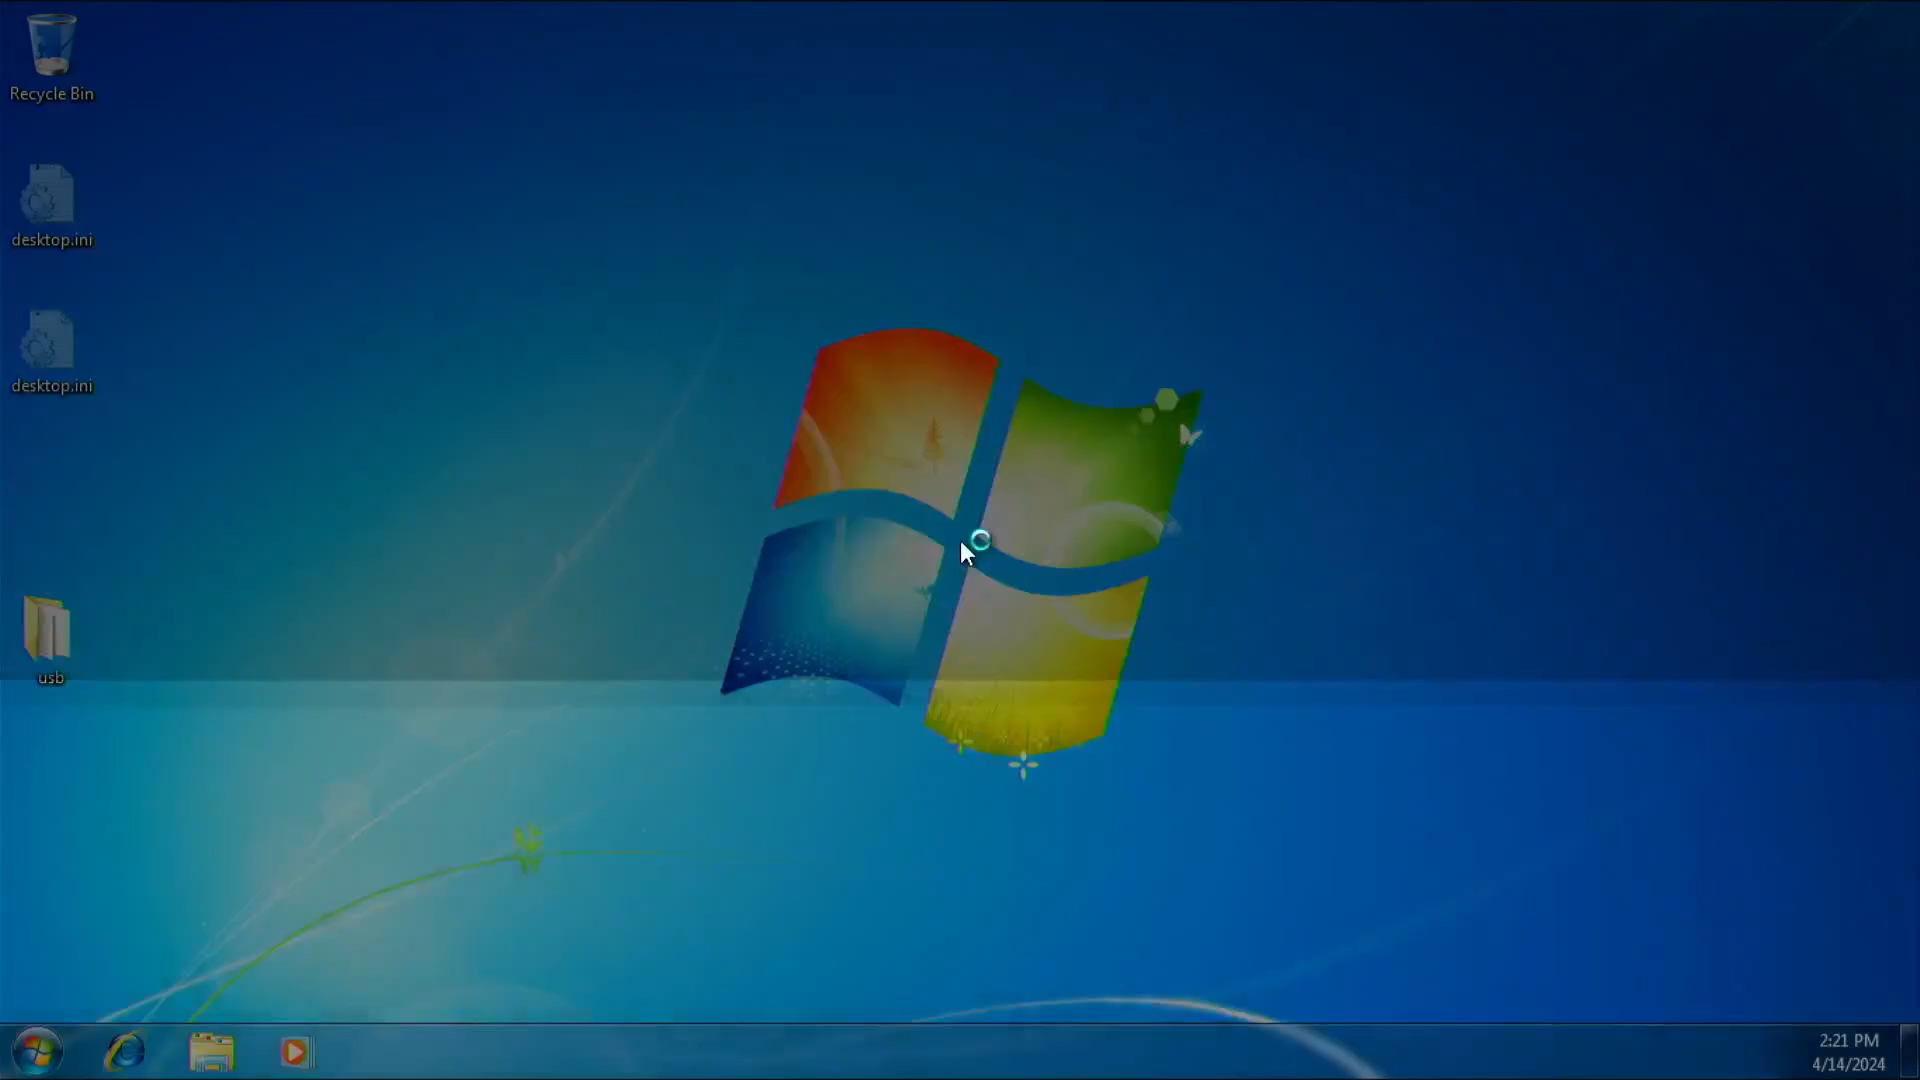 Recycle Bin
desktop.ini
desktop.ini
usb
2:21 PM
4/14/2024